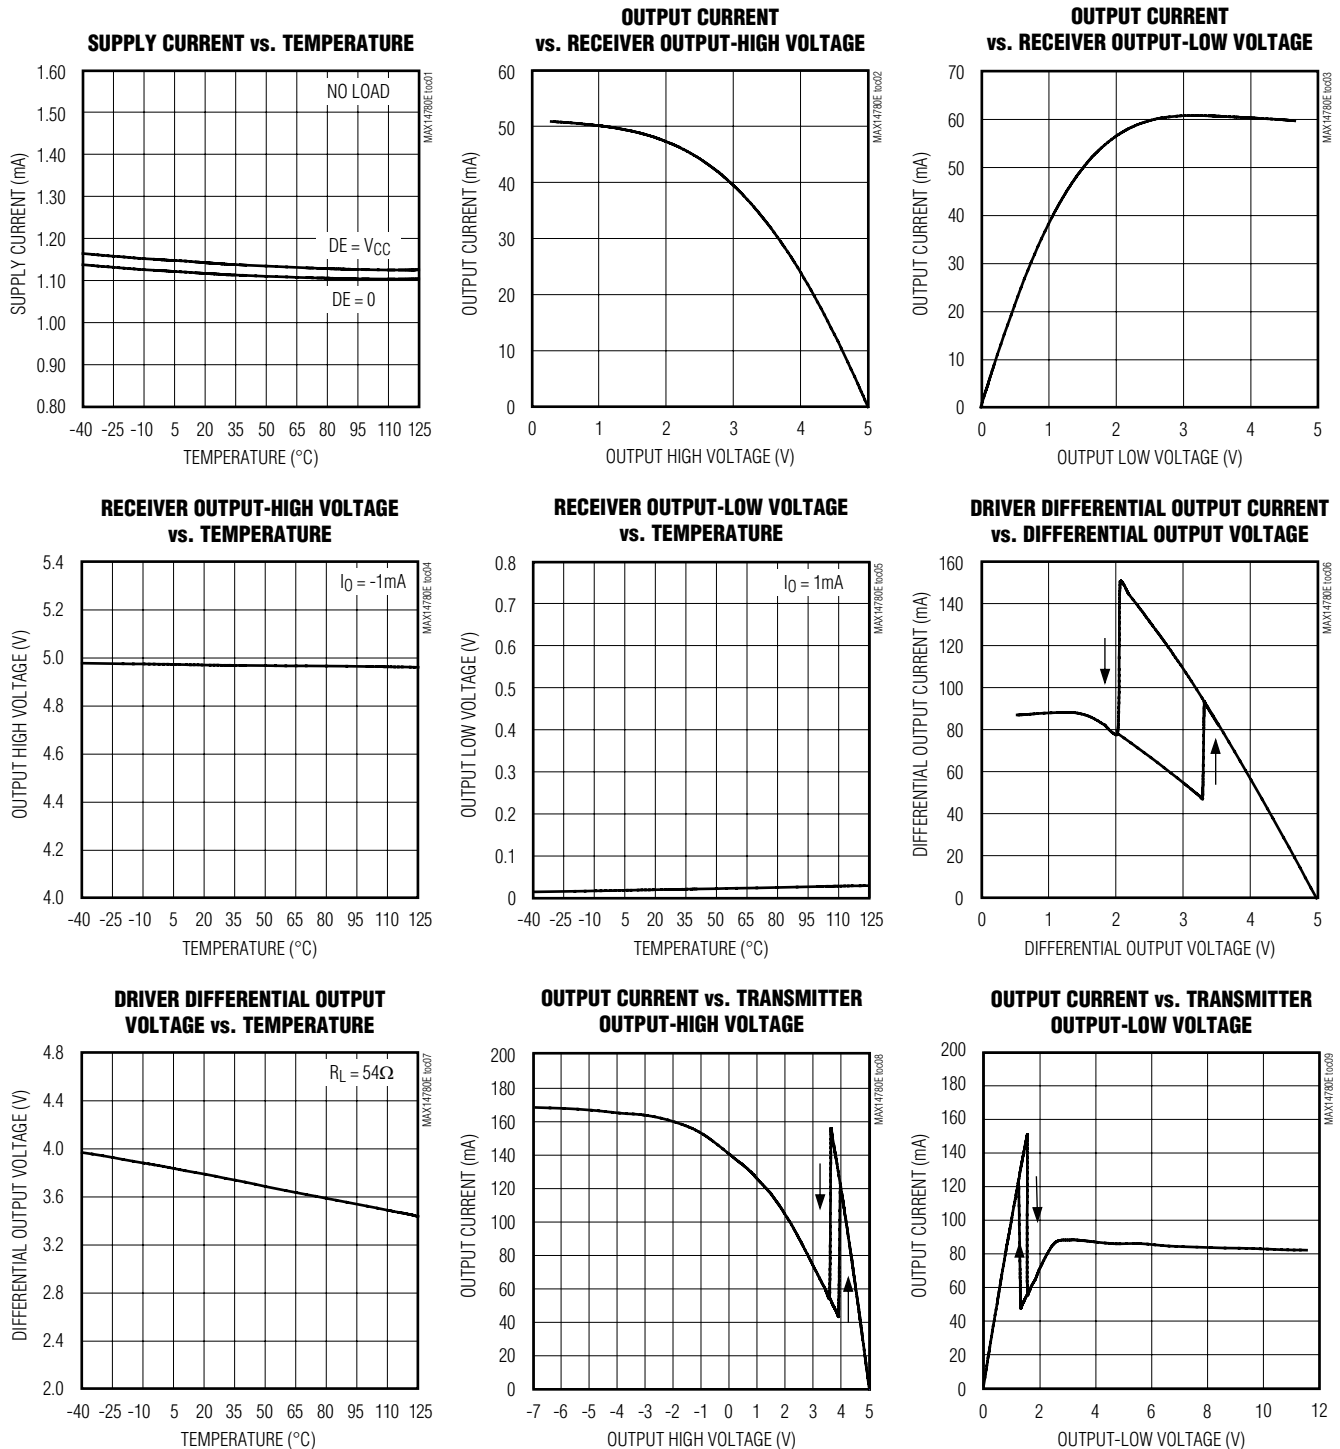 SUPPLY CURRENT vs. TEMPERATURE
1.60
1.50
1.40
1.30
1.20
1.10
1.00
0.90
0.80
SUPPLY CURRENT (mA)
NO LOAD
DE = VCC
DE = 0
MAX14780E toc01
-40 -25 -10 5 20 35 50 65 80 95 110 125
TEMPERATURE (°C)
OUTPUT CURRENT
vs. RECEIVER OUTPUT-HIGH VOLTAGE
60
50
40
30
20
10
0
OUTPUT CURRENT (mA)
MAX14780E toc02
0 1 2 3 4 5
OUTPUT HIGH VOLTAGE (V)
OUTPUT CURRENT
vs. RECEIVER OUTPUT-LOW VOLTAGE
70
60
50
40
30
20
10
0
OUTPUT CURRENT (mA)
MAX14780E toc03
0 1 2 3 4 5
OUTPUT LOW VOLTAGE (V)
RECEIVER OUTPUT-HIGH VOLTAGE
vs. TEMPERATURE
5.4
5.2
5.0
4.8
4.6
4.4
4.2
4.0
OUTPUT HIGH VOLTAGE (V)
IO = -1mA
MAX14780E toc04
-40 -25 -10 5 20 35 50 65 80 95 110 125
TEMPERATURE (°C)
RECEIVER OUTPUT-LOW VOLTAGE
vs. TEMPERATURE
0.8
0.7
0.6
0.5
0.4
0.3
0.2
0.1
0
OUTPUT LOW VOLTAGE (V)
IO = 1mA
MAX14780E toc05
-40 -25 -10 5 20 35 50 65 80 95 110 125
TEMPERATURE (°C)
DRIVER DIFFERENTIAL OUTPUT CURRENT
vs. DIFFERENTIAL OUTPUT VOLTAGE
160
140
120
100
80
60
40
20
0
DIFFERENTIAL OUTPUT CURRENT (mA)
MAX14780E toc06
0 1 2 3 4 5
DIFFERENTIAL OUTPUT VOLTAGE (V)
DRIVER DIFFERENTIAL OUTPUT
VOLTAGE vs. TEMPERATURE
4.8
4.4
4.0
3.6
3.2
2.8
2.4
2.0
DIFFERENTIAL OUTPUT VOLTAGE (V)
RL = 54Ω
MAX14780E toc07
-40 -25 -10 5 20 35 50 65 80 95 110 125
TEMPERATURE (°C)
OUTPUT CURRENT vs. TRANSMITTER
OUTPUT-HIGH VOLTAGE
200
180
160
140
120
100
80
60
40
20
0
OUTPUT CURRENT (mA)
MAX14780E toc08
-7 -6 -5 -4 -3 -2 -1 0 1 2 3 4 5
OUTPUT HIGH VOLTAGE (V)
OUTPUT CURRENT vs. TRANSMITTER
OUTPUT-LOW VOLTAGE
200
180
160
140
120
100
80
60
40
20
0
OUTPUT CURRENT (mA)
MAX14780E toc09
0 2 4 6 8 10 12
OUTPUT-LOW VOLTAGE (V)